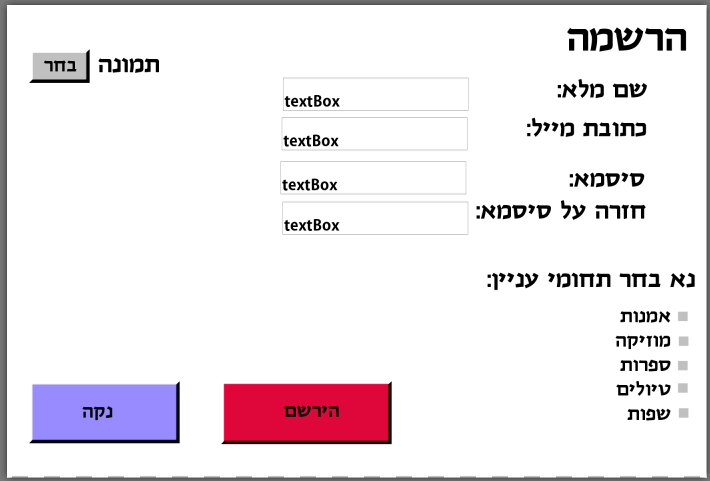 הרשמה
תמונה בחר
שם מלא: textBox
כתובת מייל: textBox
סיסמא: textBox
חזרה על סיסמא: textBox
נא בחר תחומי עניין:
אמנות
מוזיקה
ספרות
טיולים
שפות
הירשם נקה